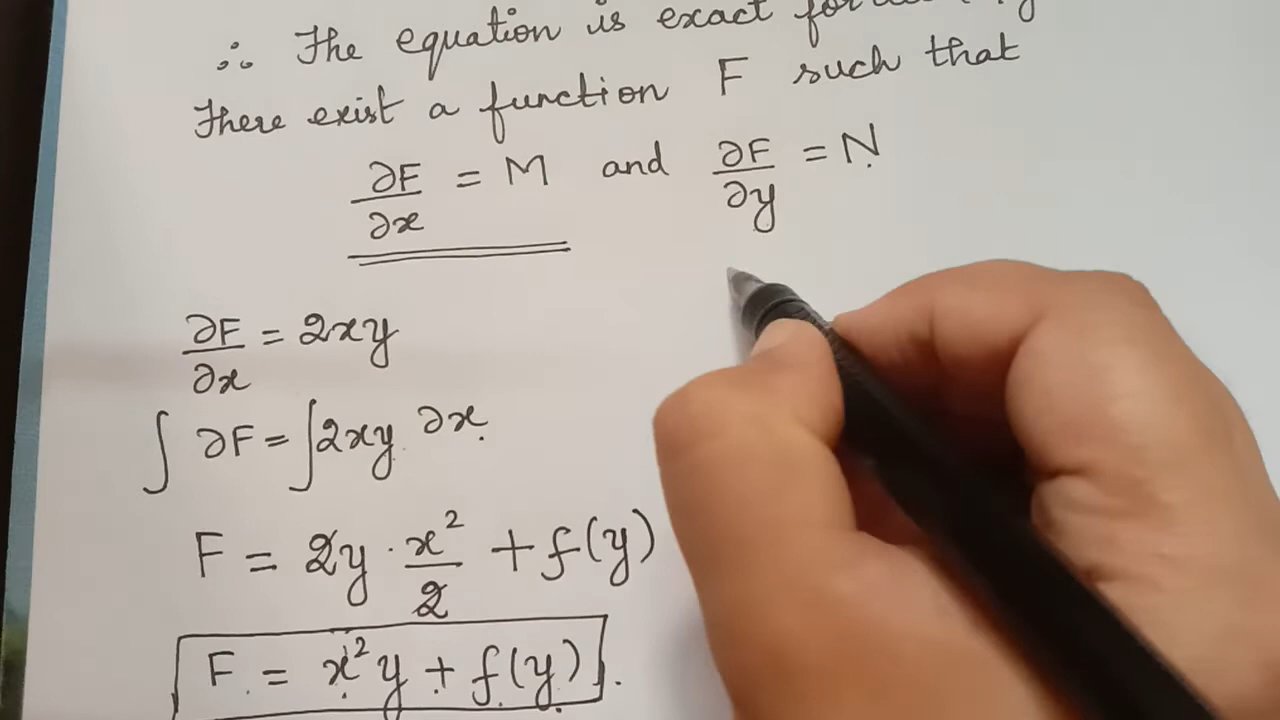 ∴ The equation is exact
There exist a function F such that
∂F/∂x = M and ∂F/∂y = N
∂F/∂x = 2xy
∫ ∂F = ∫ 2xy ∂x
F = 2y · x²/2 + f(y)
F = x²y + f(y)